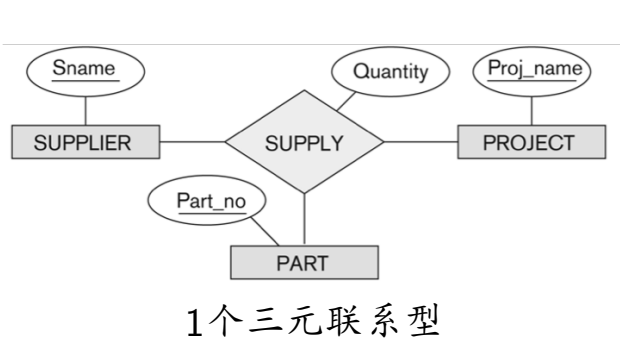 Sname
Quantity
Proj_name
SUPPLIER
SUPPLY
PROJECT
Part_no
PART
1个三元联系型